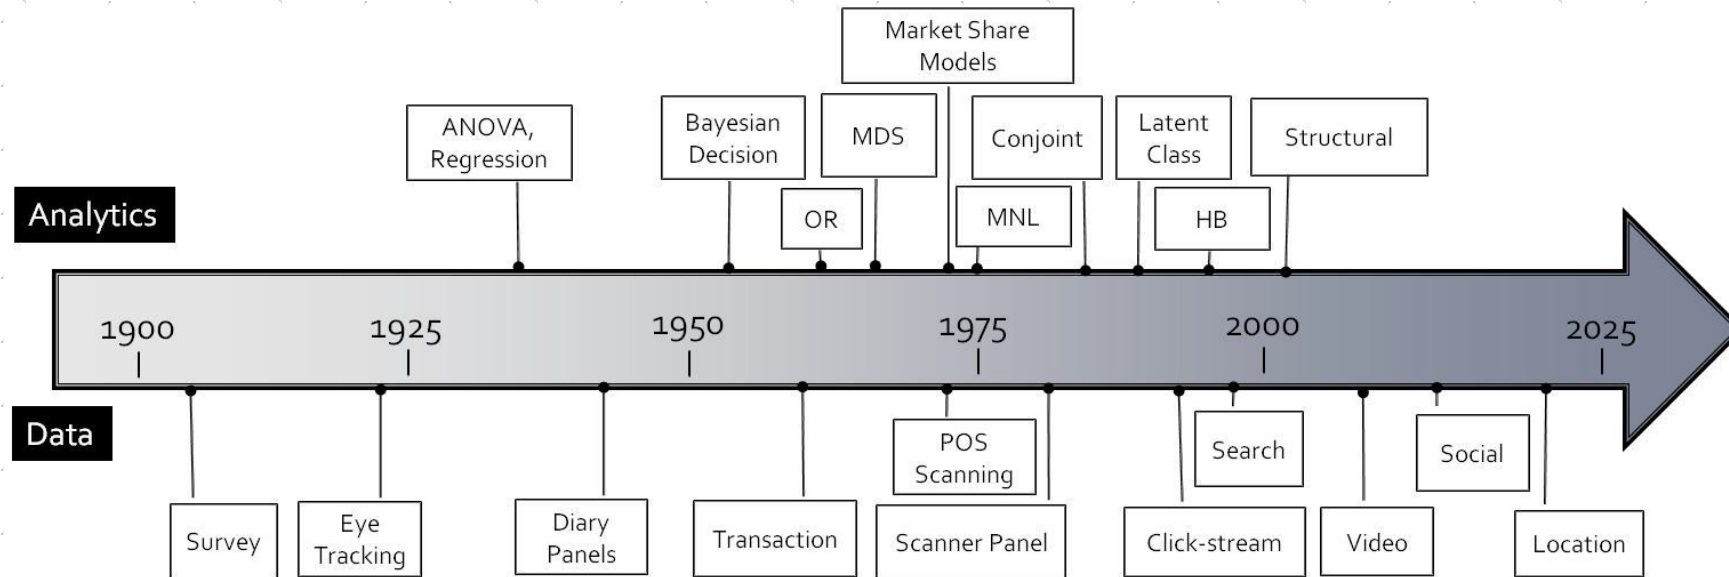 Market Share
Models
ANOVA,
Regression
Bayesian
Decision
MDS
Conjoint
Latent
Class
Structural
Analytics
OR
MNL
HB
1900
1925
1950
1975
2000
2025
Data
POS
Scanning
Search
Social
Survey
Eye
Tracking
Diary
Panels
Transaction
Scanner Panel
Click-stream
Video
Location